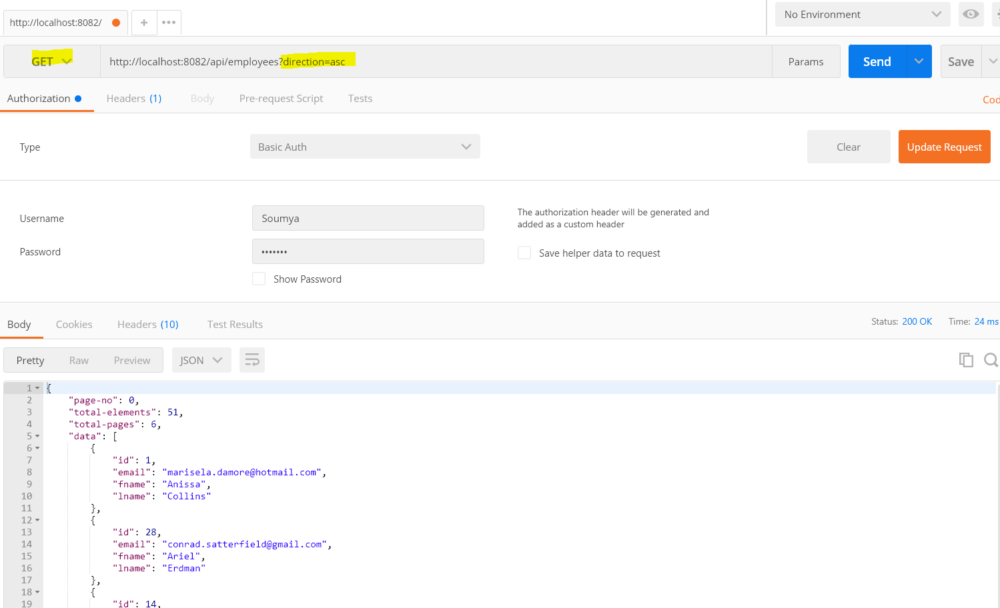 http://localhost:8082/
No Environment
GET http://localhost:8082/api/employees?direction=asc Params Send Save
Authorization Headers (1) Body Pre-request Script Tests
Cod
Type Basic Auth Clear Update Request
Username Soumya
The authorization header will be generated and
added as a custom header
Password •••••••
Save helper data to request
Show Password
Body Cookies Headers (10) Test Results Status: 200 OK Time: 24 ms
Pretty Raw Preview JSON
1 {
2 "page-no": 0,
3 "total-elements": 51,
4 "total-pages": 6,
5 "data": [
6 {
7 "id": 1,
8 "email": "marisela.damore@hotmail.com",
9 "fname": "Anissa",
10 "lname": "Collins"
11 },
12 {
13 "id": 28,
14 "email": "conrad.satterfield@gmail.com",
15 "fname": "Ariel",
16 "lname": "Erdman"
17 },
18 {
19 "id": 14,